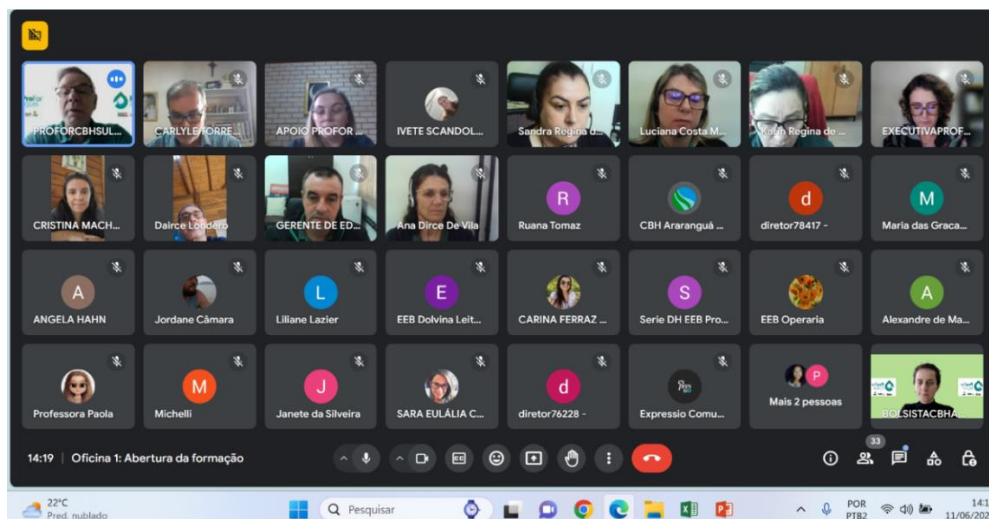 PROFORCBHSUL...
CARLYLE TORRE...
APOIO PROFOR ...
IVETE SCANDOL...
Sandra Regina d...
Luciana Costa M...
Karin Regina de ...
EXECUTIVAPROF...
CRISTINA MACH...
Dairce Londero
GERENTE DE ED...
Ana Dirce De Vila
R
Ruana Tomaz
CBH Araranguá ...
d
diretor78417 -
M
Maria das Graca...
A
ANGELA HAHN
Jordane Câmara
L
Liliane Lazier
E
EEB Dolvina Leit...
CARINA FERRAZ ...
S
Serie DH EEB Pro...
EEB Operaria
A
Alexandre de Ma...
Professora Paola
M
Michelli
J
Janete da Silveira
SARA EULÁLIA C...
d
diretor76228 -
Expressio Comu...
P
Mais 2 pessoas
BOLSISTACBHA...
14:19 | Oficina 1: Abertura da formação
33
22°C
Pred. nublado
Pesquisar
POR
PTB2
14:1
11/06/202